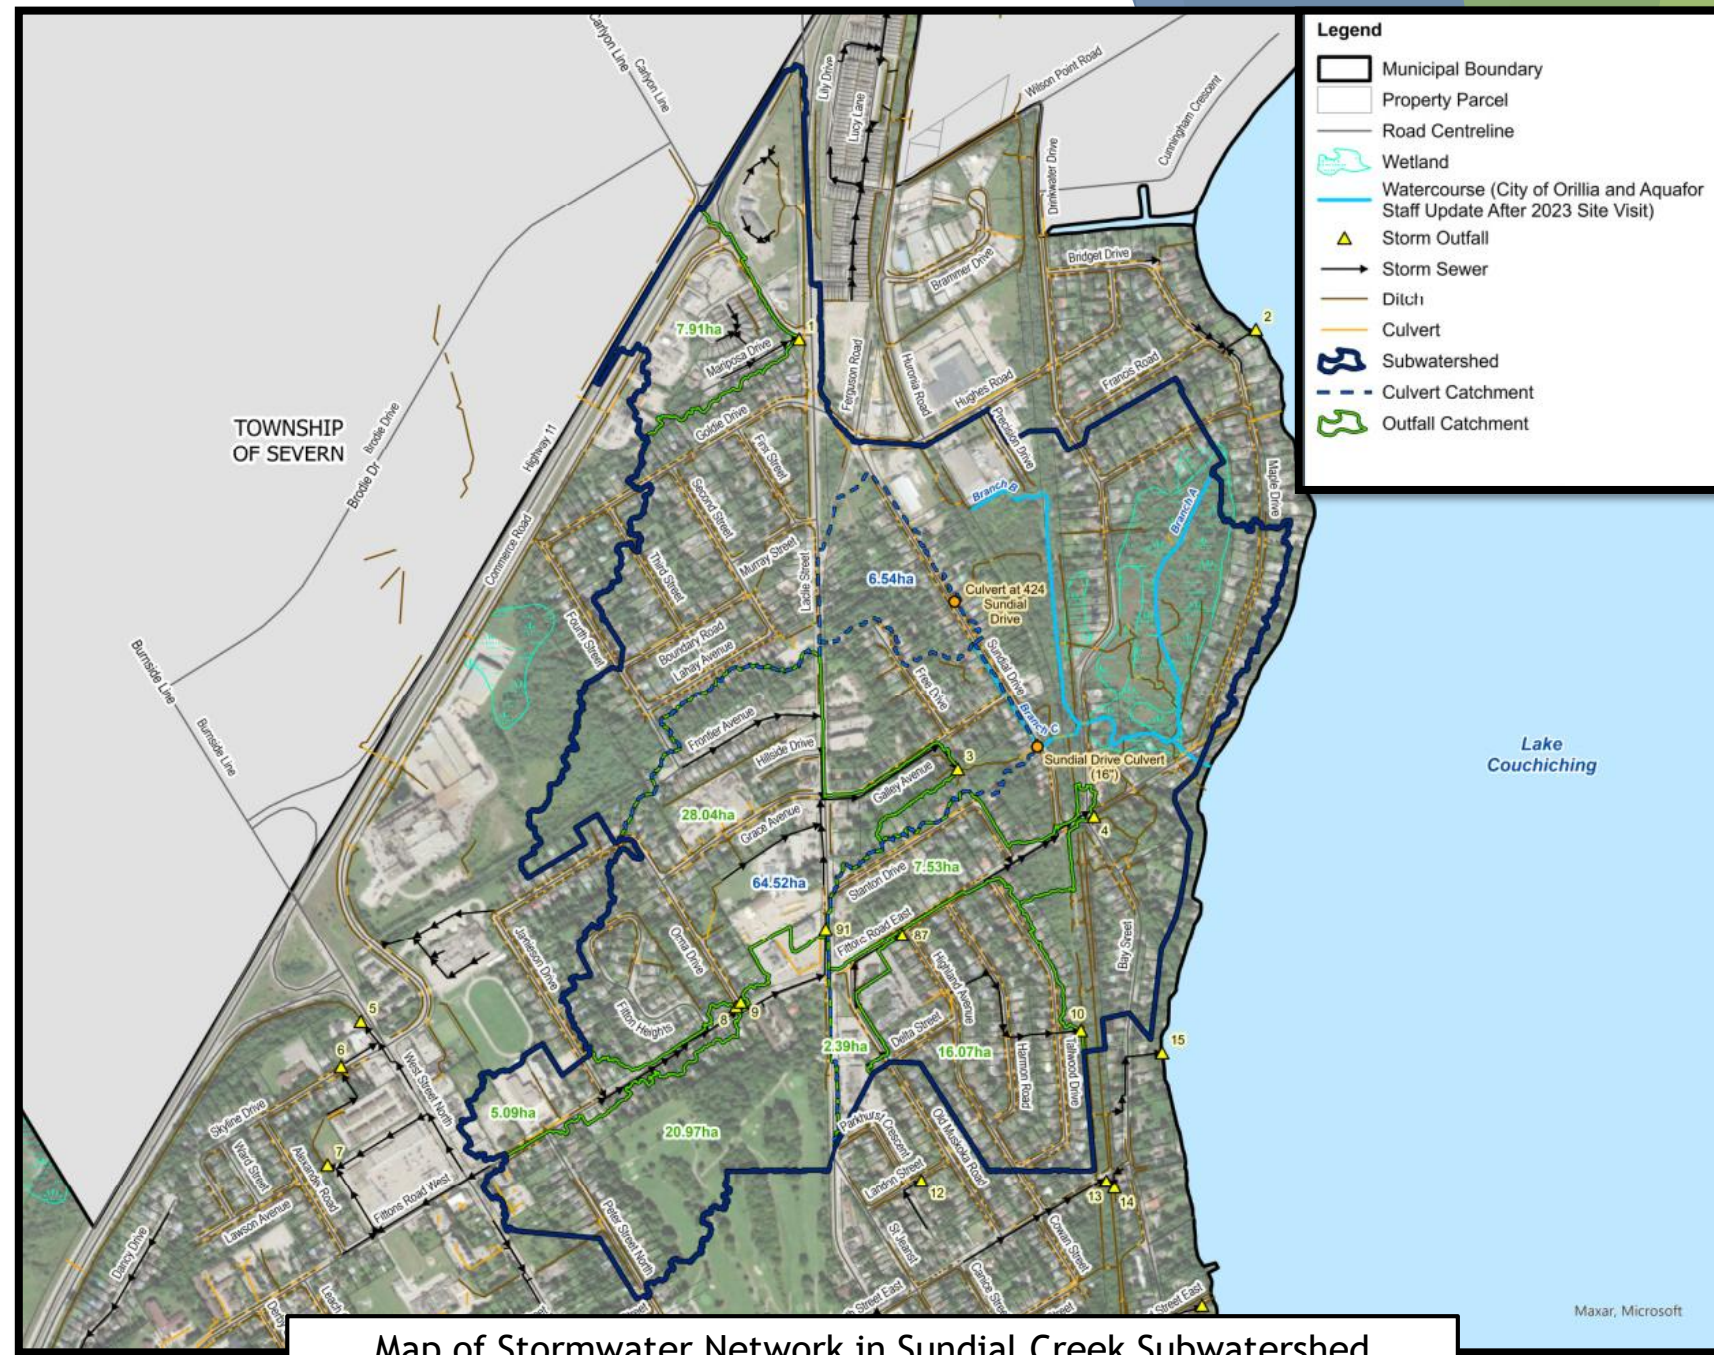 Legend
Municipal Boundary
Property Parcel
Road Centreline
Wetland
Watercourse (City of Orillia and Aquafor
Staff Update After 2023 Site Visit)
Storm Outfall
Storm Sewer
Ditch
Culvert
Subwatershed
Culvert Catchment
Outfall Catchment
Carlyon Line
Carlyon Line
Lily Drive
Lucy Lane
Wilson Point Road
Cunningham Crescent
Drinkwater Drive
Bridget Drive
Brammer Drive
2
1
7.91ha
Mariposa Drive
Ferguson Road
Huronia Road
Hughes Road
Francis Road
Precision Drive
Maple Drive
TOWNSHIP
OF SEVERN
Brodie Drive
Brodie Dr
Highway 11
Commerce Road
Goldie Drive
First Street
Second Street
Murray Street
Third Street
Fourth Street
Laclie Street
Boundary Road
Lahay Avenue
Branch B
Branch A
6.54ha
Culvert at 424
Sundial
Drive
Sundial Drive
Free Drive
Branch C
Sundial Drive Culvert
(16")
Burnside Line
Burnside Line
Frontier Avenue
Hillside Drive
Galley Avenue
3
4
28.04ha
Grace Avenue
64.52ha
Stanton Drive
7.53ha
Lake
Couchiching
91
Fittons Road East
87
Jamieson Drive
Orma Drive
Fitton Heights
8
9
Highland Avenue
Bay Street
Delta Street
2.39ha
16.07ha
Harmon Road
Tallwood Drive
10
15
5
6
7
West Street North
Skyline Drive
Ward Street
Alexander Road
Lawson Avenue
Fittons Road West
5.09ha
20.97ha
Parkhurst Crescent
Old Muskoka Road
Landon Street
12
13
14
Peter Street North
St Jean St
Cowan Street
Canice Stre
Darcy Drive
Leach
Derby
Street East
Street East
Maxar, Microsoft
Map of Stormwater Network in Sundial Creek Subwatershed